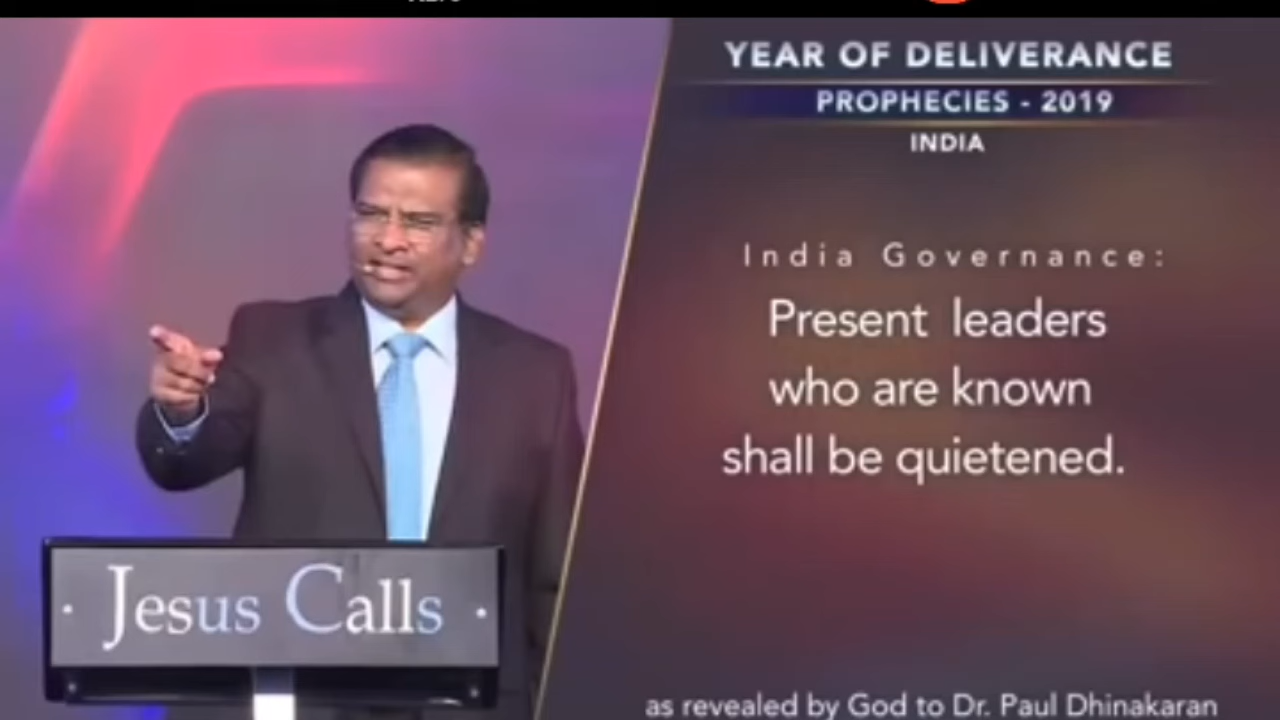 YEAR OF DELIVERANCE
PROPHECIES - 2019
INDIA
India Governance:
Present leaders
who are known
shall be quietened.
· Jesus Calls ·
as revealed by God to Dr. Paul Dhinakaran